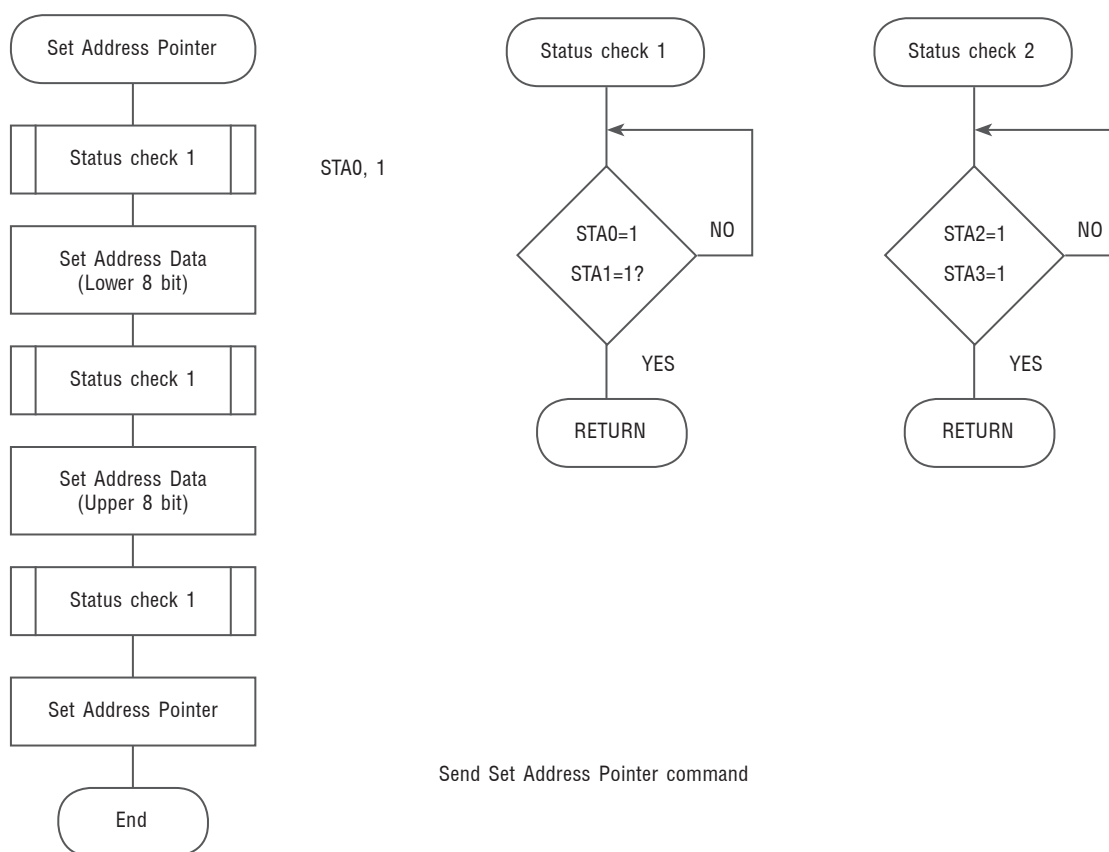 Set Address Pointer
Status check 1
STA0, 1
Set Address Data
(Lower 8 bit)
Status check 1
Set Address Data
(Upper 8 bit)
Status check 1
Set Address Pointer
End
Status check 1
STA0=1
STA1=1?
NO
YES
RETURN
Status check 2
STA2=1
STA3=1
NO
YES
RETURN
Send Set Address Pointer command